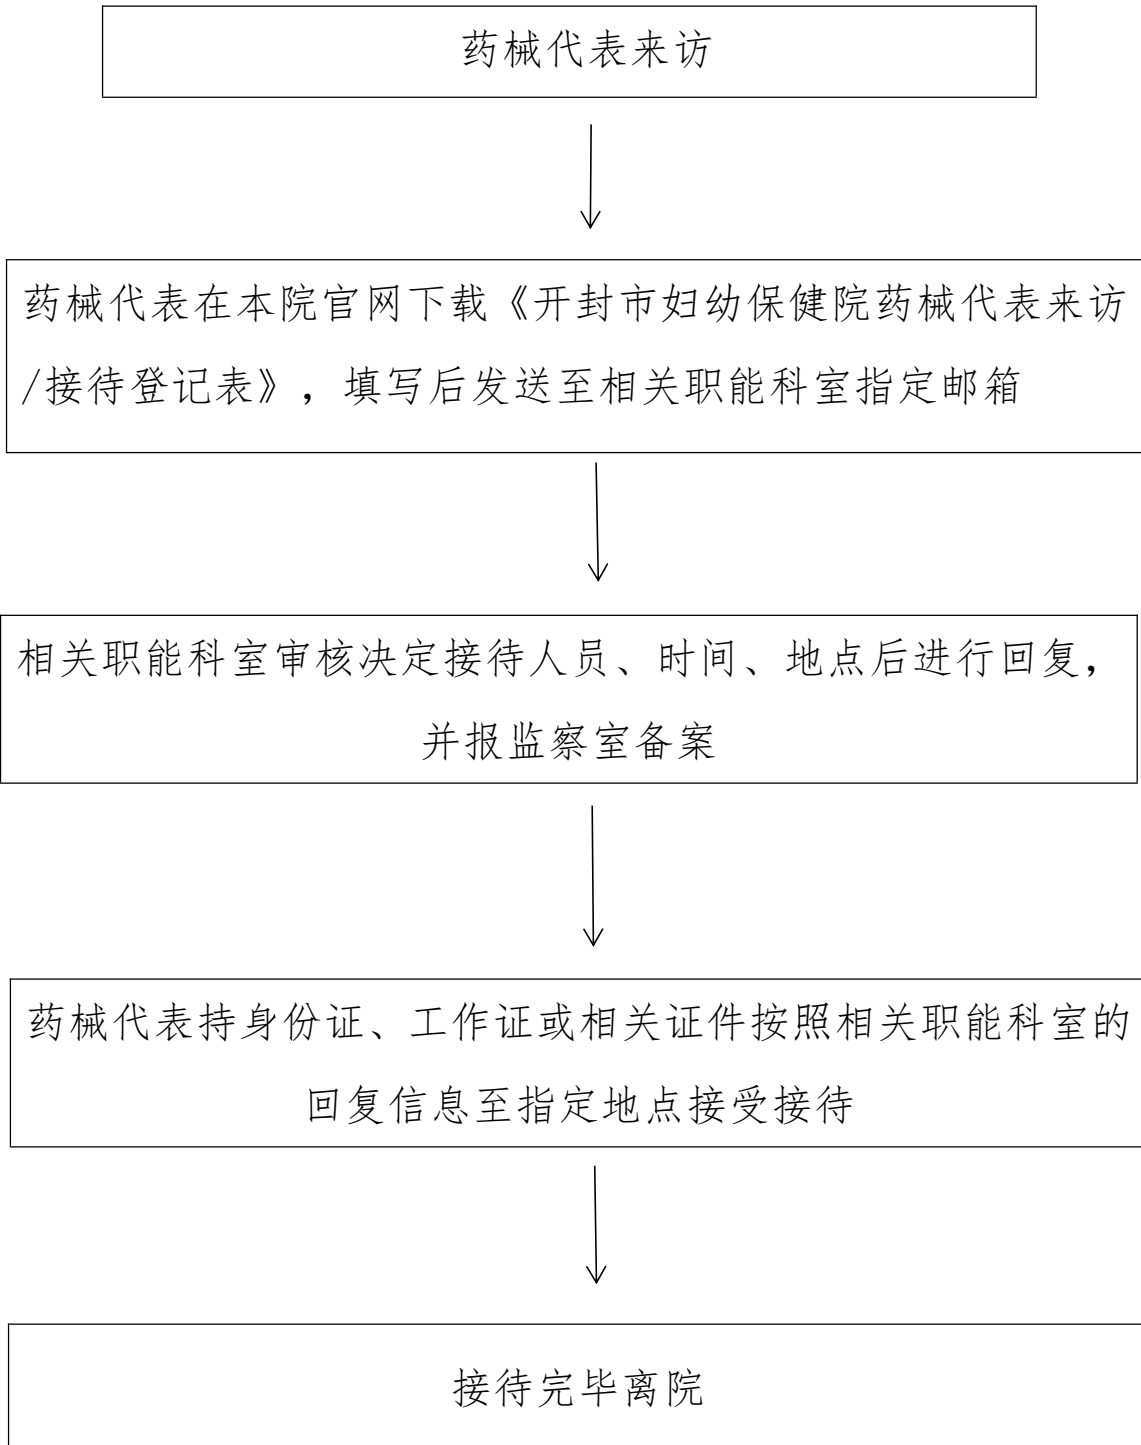 药械代表来访
药械代表在本院官网下载《开封市妇幼保健院药械代表来访
/接待登记表》，填写后发送至相关职能科室指定邮箱
相关职能科室审核决定接待人员、时间、地点后进行回复，
并报监察室备案
药械代表持身份证、工作证或相关证件按照相关职能科室的
回复信息至指定地点接受接待
接待完毕离院